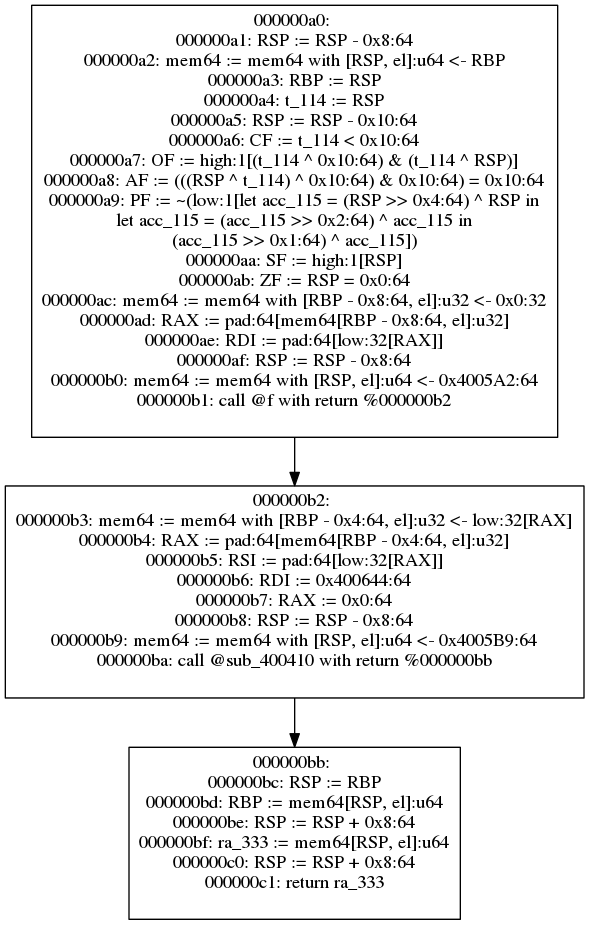 000000a0:
000000a1: RSP := RSP - 0x8:64
000000a2: mem64 := mem64 with [RSP, el]:u64 <- RBP
000000a3: RBP := RSP
000000a4: t_114 := RSP
000000a5: RSP := RSP - 0x10:64
000000a6: CF := t_114 < 0x10:64
000000a7: OF := high:1[(t_114 ^ 0x10:64) & (t_114 ^ RSP)]
000000a8: AF := (((RSP ^ t_114) ^ 0x10:64) & 0x10:64) = 0x10:64
000000a9: PF := ~(low:1[let acc_115 = (RSP >> 0x4:64) ^ RSP in
let acc_115 = (acc_115 >> 0x2:64) ^ acc_115 in
(acc_115 >> 0x1:64) ^ acc_115])
000000aa: SF := high:1[RSP]
000000ab: ZF := RSP = 0x0:64
000000ac: mem64 := mem64 with [RBP - 0x8:64, el]:u32 <- 0x0:32
000000ad: RAX := pad:64[mem64[RBP - 0x8:64, el]:u32]
000000ae: RDI := pad:64[low:32[RAX]]
000000af: RSP := RSP - 0x8:64
000000b0: mem64 := mem64 with [RSP, el]:u64 <- 0x4005A2:64
000000b1: call @f with return %000000b2
000000b2:
000000b3: mem64 := mem64 with [RBP - 0x4:64, el]:u32 <- low:32[RAX]
000000b4: RAX := pad:64[mem64[RBP - 0x4:64, el]:u32]
000000b5: RSI := pad:64[low:32[RAX]]
000000b6: RDI := 0x400644:64
000000b7: RAX := 0x0:64
000000b8: RSP := RSP - 0x8:64
000000b9: mem64 := mem64 with [RSP, el]:u64 <- 0x4005B9:64
000000ba: call @sub_400410 with return %000000bb
000000bb:
000000bc: RSP := RBP
000000bd: RBP := mem64[RSP, el]:u64
000000be: RSP := RSP + 0x8:64
000000bf: ra_333 := mem64[RSP, el]:u64
000000c0: RSP := RSP + 0x8:64
000000c1: return ra_333